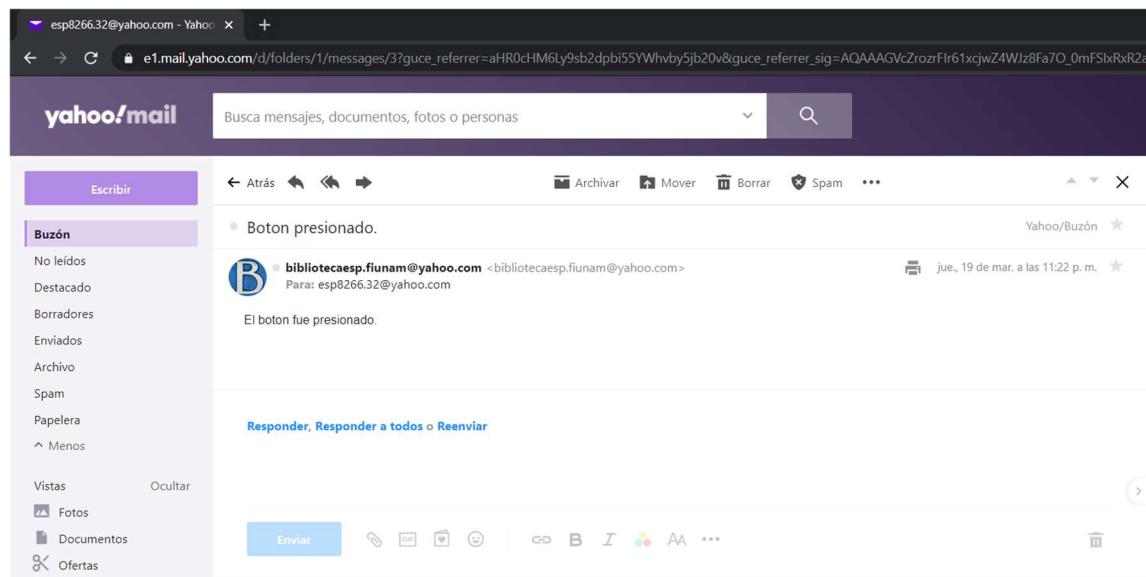 esp8266.32@yahoo.com - Yahoo
e1.mail.yahoo.com/d/folders/1/messages/3?guce_referrer=aHR0cHM6Ly9sb2dpbi55YWhvby5jb20v&guce_referrer_sig=AQAAAGVcZrozrFIr61xcjwZ4WJz8Fa7O_0mFSIxRxR2a
yahoo!mail
Busca mensajes, documentos, fotos o personas
Escribir
Atrás
Archivar
Mover
Borrar
Spam
Boton presionado.
Yahoo/Buzón
Buzón
No leídos
Destacado
Borradores
Enviados
Archivo
Spam
Papelera
Menos
Vistas
Ocultar
Fotos
Documentos
Ofertas
B
bibliotecaesp.fiunam@yahoo.com <bibliotecaesp.fiunam@yahoo.com>
jue., 19 de mar. a las 11:22 p. m.
Para: esp8266.32@yahoo.com
El boton fue presionado.
Responder, Responder a todos o Reenviar
Enviar
GIF
B
I
AA